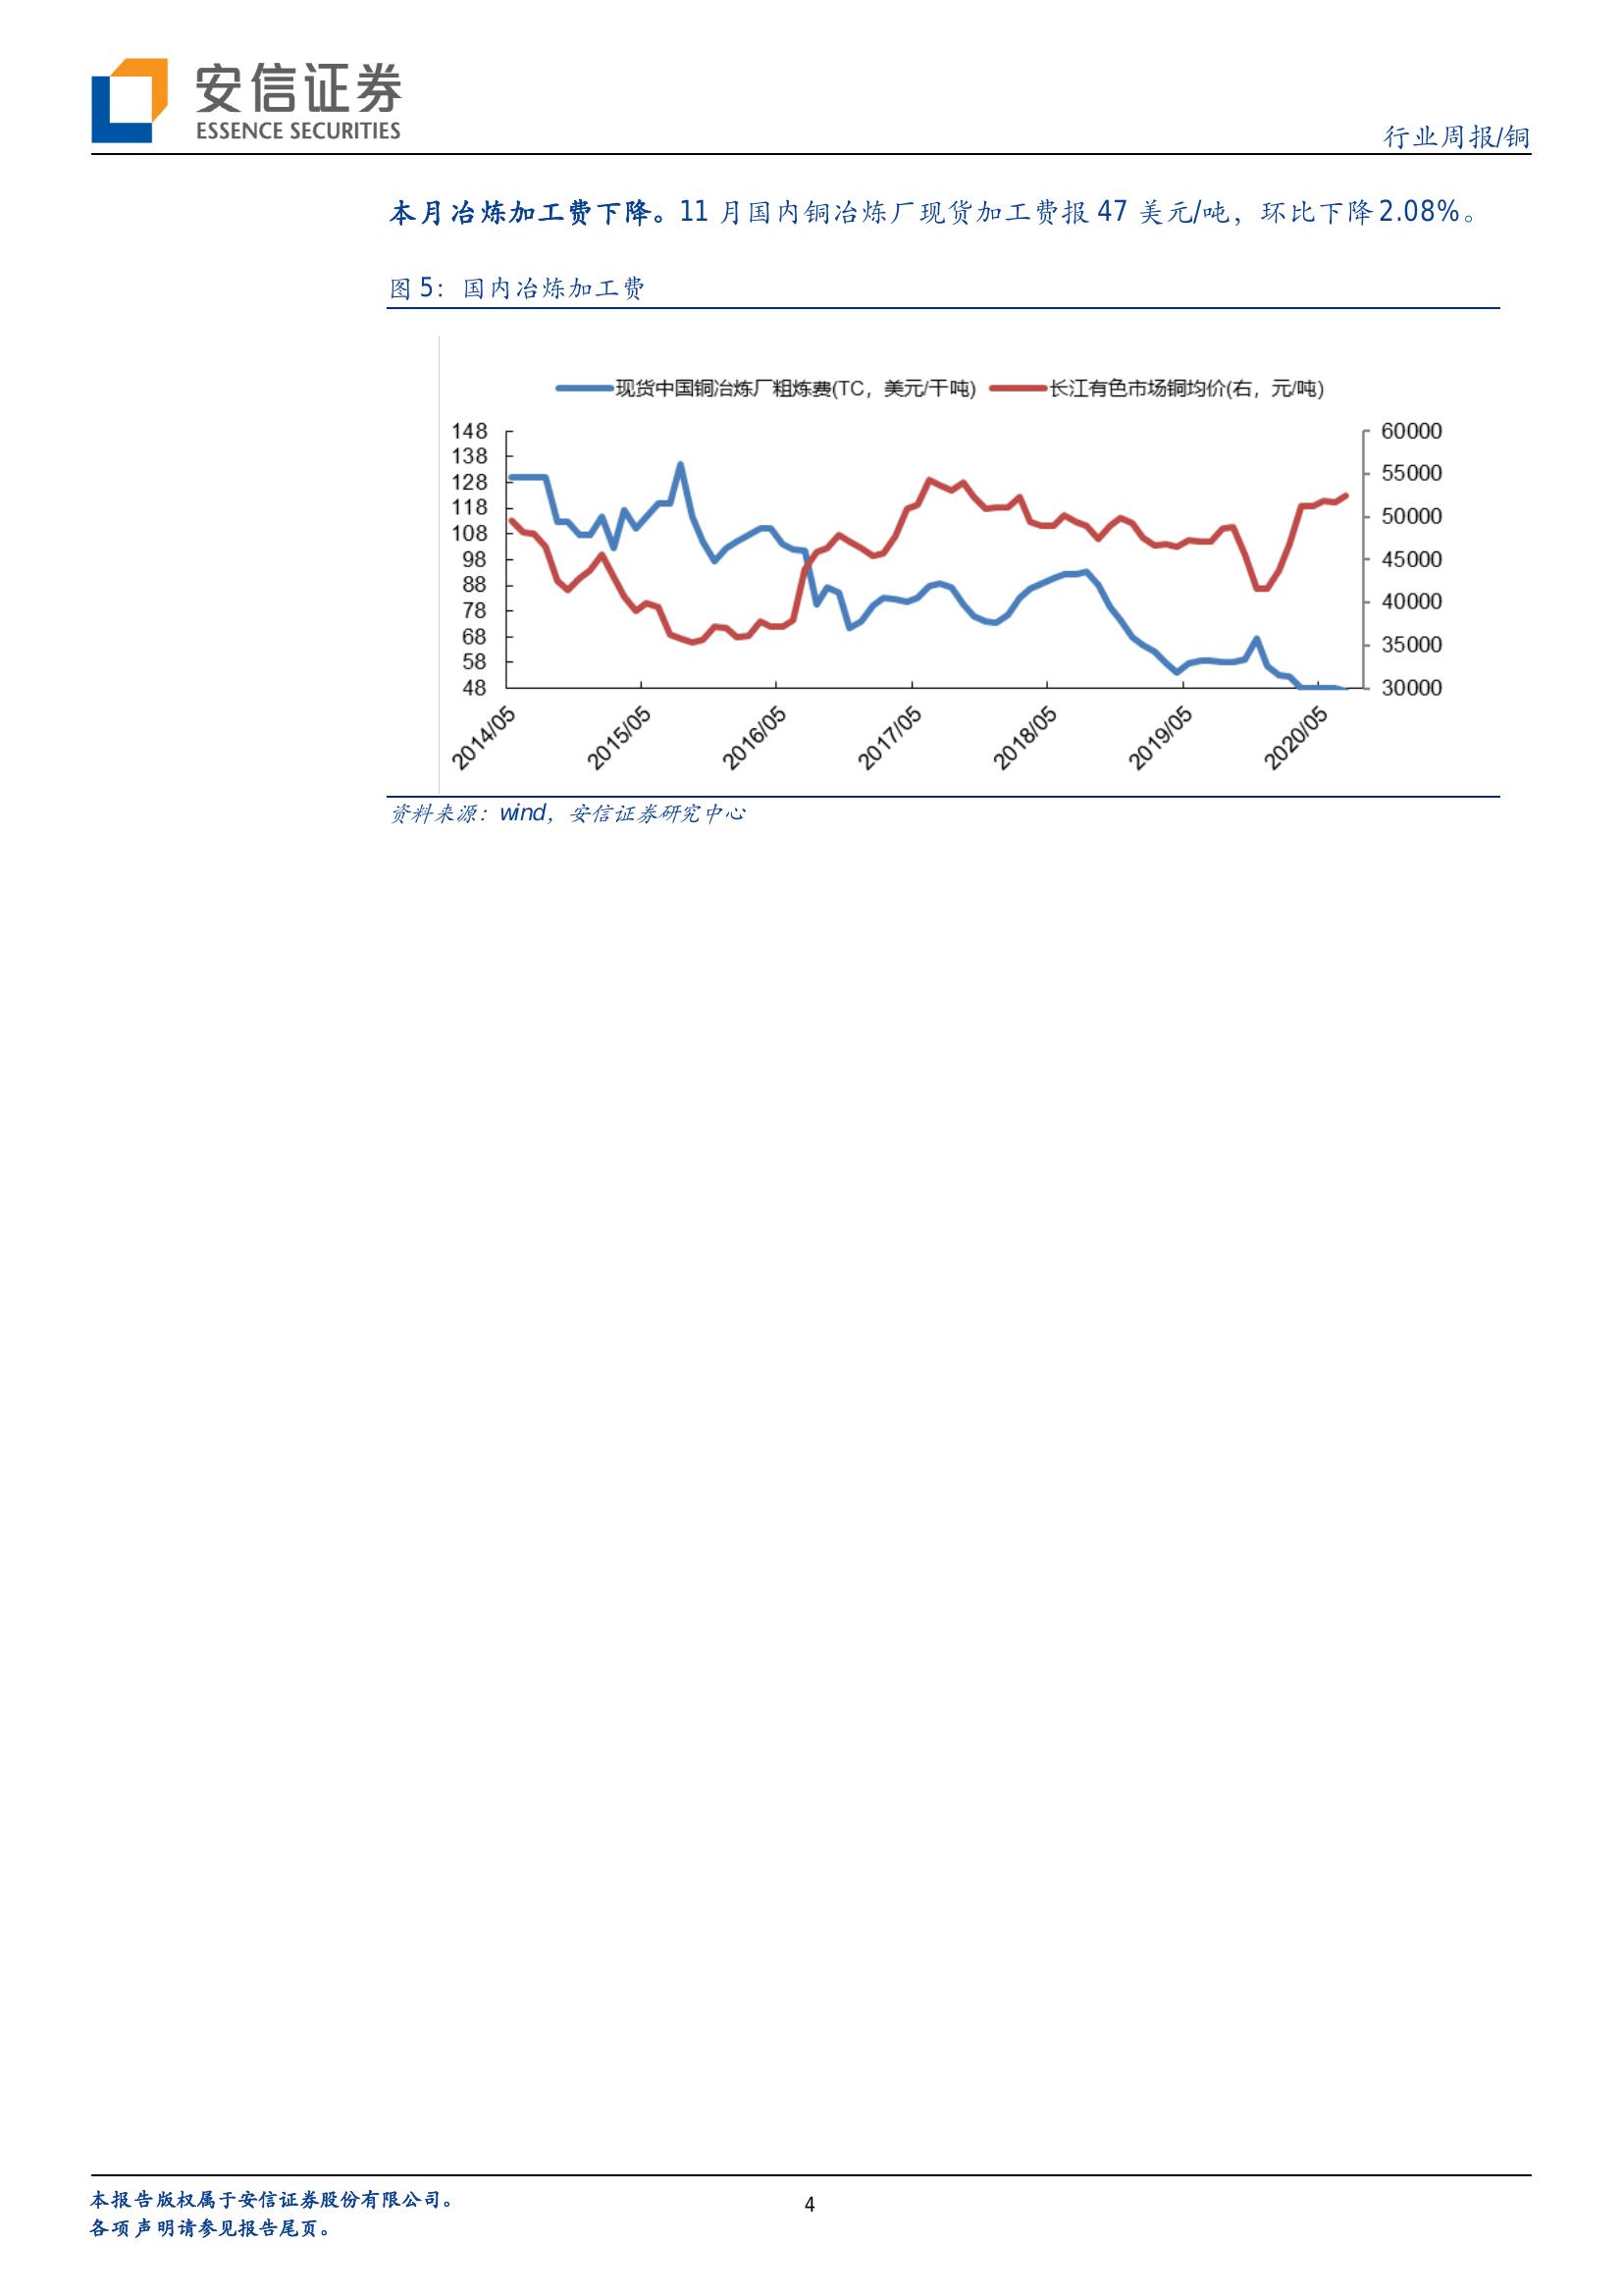 安信证券
ESSENCE SECURITIES
行业周报/铜
本月冶炼加工费下降。11 月国内铜冶炼厂现货加工费报 47 美元/吨，环比下降 2.08%。
图 5：国内冶炼加工费
现货中国铜冶炼厂粗炼费(TC，美元/干吨)
长江有色市场铜均价(右，元/吨)
148
138
128
118
108
98
88
78
68
58
48
60000
55000
50000
45000
40000
35000
30000
2014/05
2015/05
2016/05
2017/05
2018/05
2019/05
2020/05
资料来源：wind，安信证券研究中心
本报告版权属于安信证券股份有限公司。
各项声明请参见报告尾页。
4